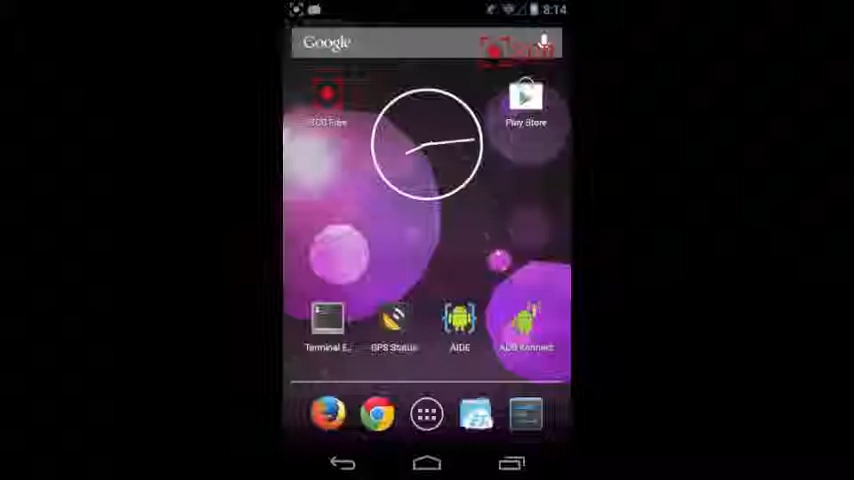 8:14
Google
Play Store
Terminal E..
GPS Status
AIDE
ADB Konnect